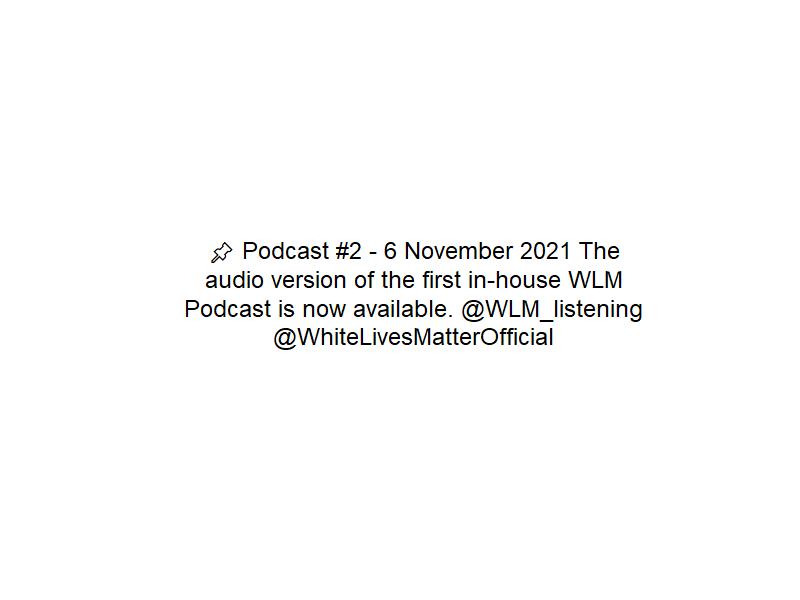 📌 Podcast #2 - 6 November 2021 The
audio version of the first in-house WLM
Podcast is now available. @WLM_listening
@WhiteLivesMatterOfficial